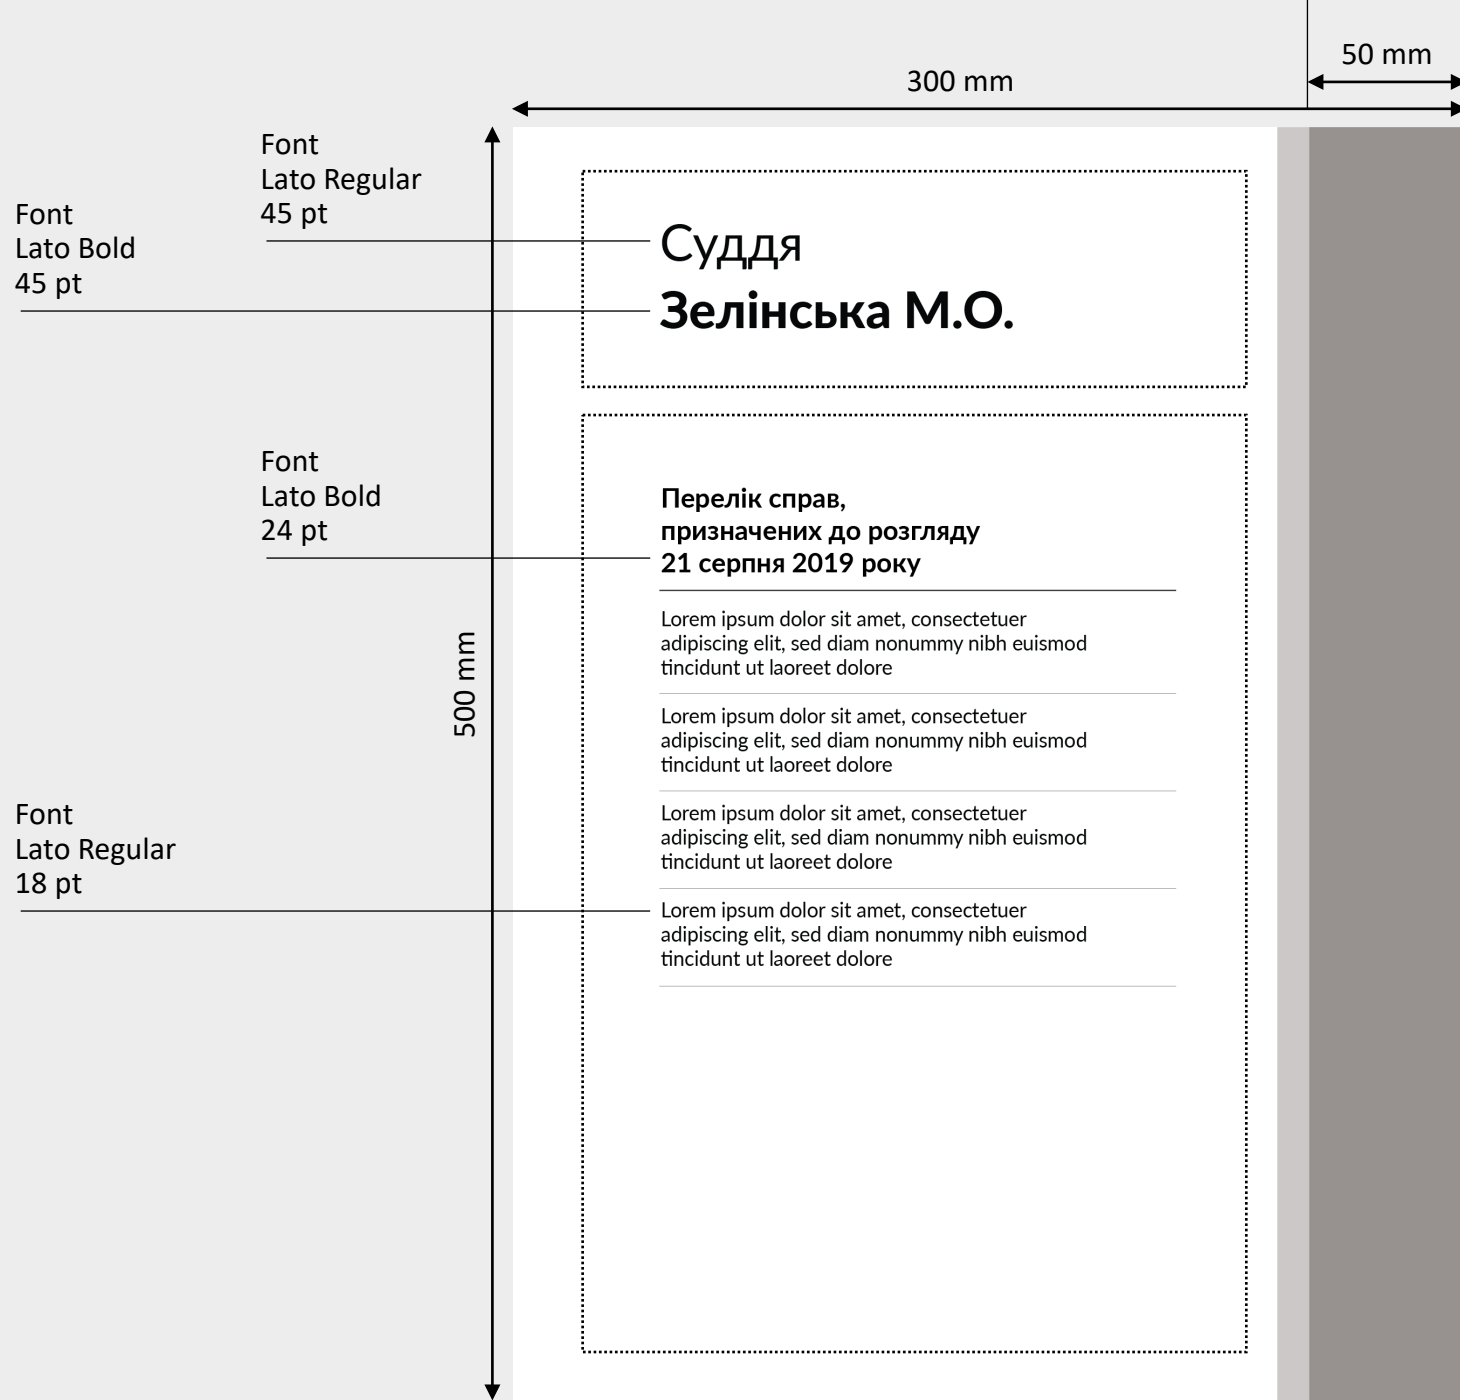 50 mm
300 mm
Font
Lato Regular
45 pt
Font
Lato Bold
45 pt
Суддя
Зелінська М.О.
Font
Lato Bold
24 pt
Перелік справ,
призначених до розгляду
21 серпня 2019 року
500 mm
Lorem ipsum dolor sit amet, consectetuer
adipiscing elit, sed diam nonummy nibh euismod
tincidunt ut laoreet dolore
Lorem ipsum dolor sit amet, consectetuer
adipiscing elit, sed diam nonummy nibh euismod
tincidunt ut laoreet dolore
Font
Lato Regular
18 pt
Lorem ipsum dolor sit amet, consectetuer
adipiscing elit, sed diam nonummy nibh euismod
tincidunt ut laoreet dolore
Lorem ipsum dolor sit amet, consectetuer
adipiscing elit, sed diam nonummy nibh euismod
tincidunt ut laoreet dolore